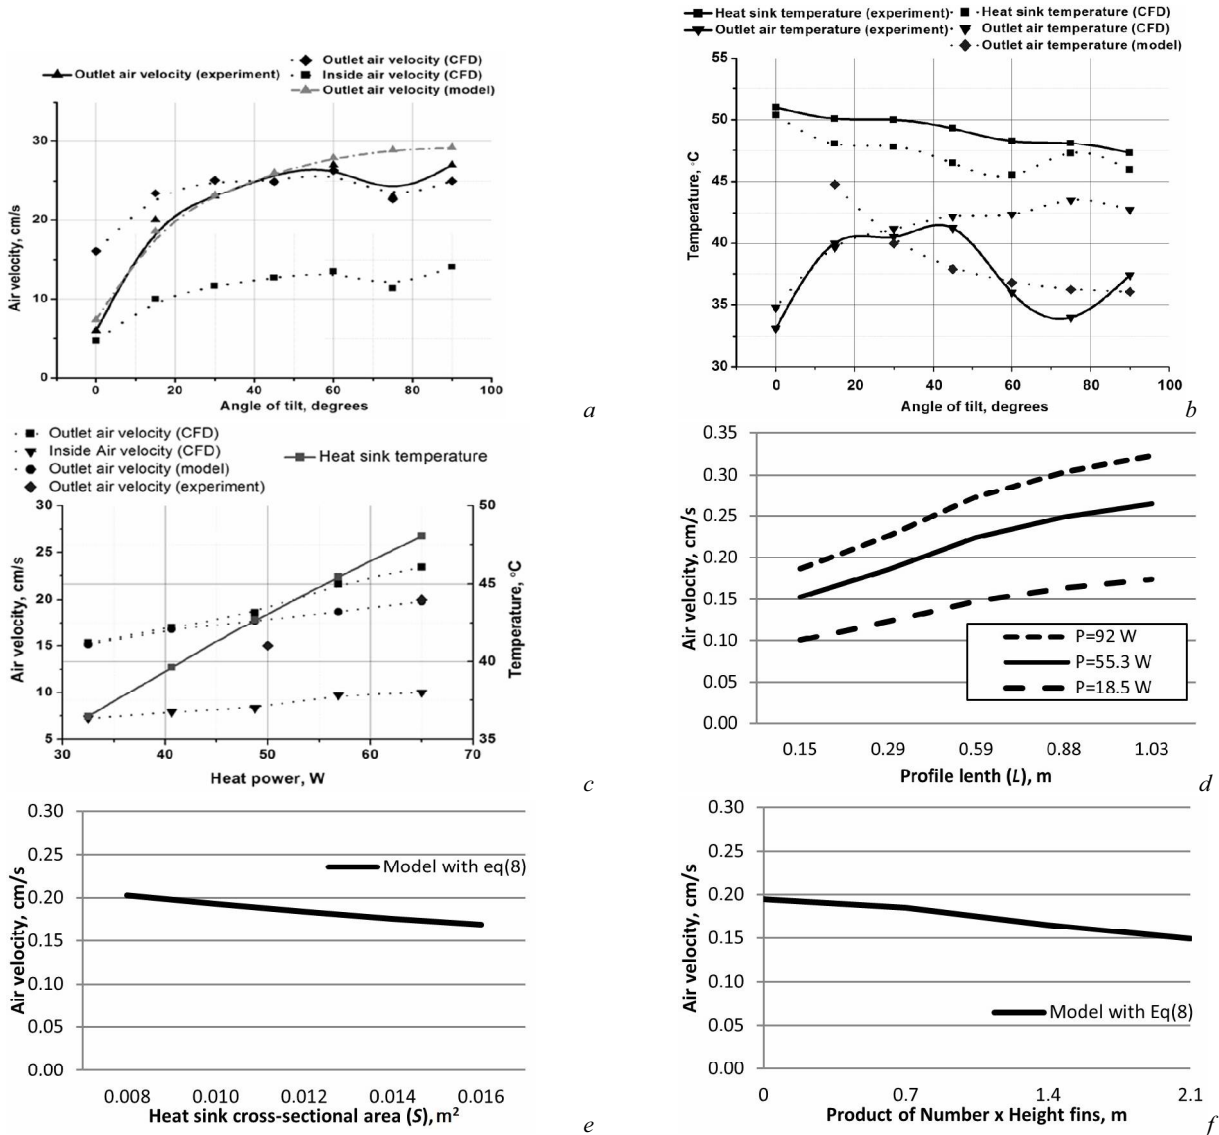 Outlet air velocity (experiment)
Outlet air velocity (CFD)
Inside air velocity (CFD)
Outlet air velocity (model)
30
20
10
0
Air velocity, cm/s
0 20 40 60 80 100
Angle of tilt, degrees
a
Heat sink temperature (experiment)
Outlet air temperature (experiment)
Heat sink temperature (CFD)
Outlet air temperature (CFD)
Outlet air temperature (model)
55
50
45
40
35
30
Temperature, °C
0 20 40 60 80 100
Angle of tilt, degrees
b
Outlet air velocity (CFD)
Inside Air velocity (CFD)
Outlet air velocity (model)
Outlet air velocity (experiment)
Heat sink temperature
30
25
20
15
10
5
Air velocity, cm/s
50
45
40
35
Temperature, °C
30 40 50 60 70
Heat power, W
c
0.35
0.30
0.25
0.20
0.15
0.10
0.05
0.00
Air velocity, cm/s
P=92 W
P=55.3 W
P=18.5 W
0.15 0.29 0.59 0.88 1.03
Profile lenth (L), m
d
0.30
0.25
0.20
0.15
0.10
0.05
0.00
Air velocity, cm/s
Model with eq(8)
0.008 0.010 0.012 0.014 0.016
Heat sink cross-sectional area (S), m²
e
0.30
0.25
0.20
0.15
0.10
0.05
0.00
Air velocity, cm/s
Model with Eq(8)
0 0.7 1.4 2.1
Product of Number x Height fins, m
f